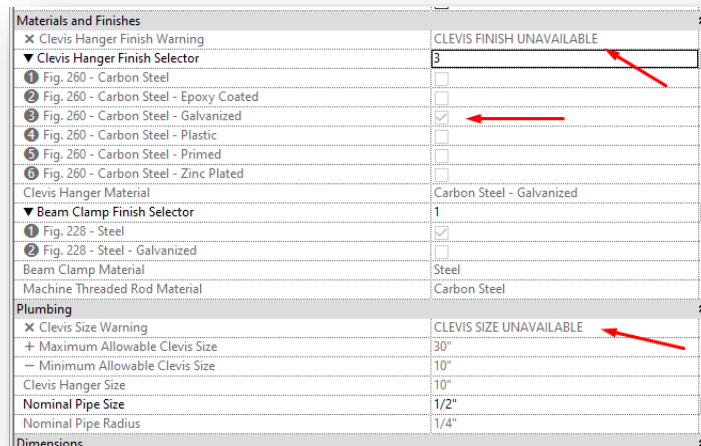 Materials and Finishes
✕ Clevis Hanger Finish Warning CLEVIS FINISH UNAVAILABLE
▼ Clevis Hanger Finish Selector 3
❶ Fig. 260 - Carbon Steel
❷ Fig. 260 - Carbon Steel - Epoxy Coated
❸ Fig. 260 - Carbon Steel - Galvanized
❹ Fig. 260 - Carbon Steel - Plastic
❺ Fig. 260 - Carbon Steel - Primed
❻ Fig. 260 - Carbon Steel - Zinc Plated
Clevis Hanger Material Carbon Steel - Galvanized
▼ Beam Clamp Finish Selector 1
❶ Fig. 228 - Steel
❷ Fig. 228 - Steel - Galvanized
Beam Clamp Material Steel
Machine Threaded Rod Material Carbon Steel
Plumbing
✕ Clevis Size Warning CLEVIS SIZE UNAVAILABLE
+ Maximum Allowable Clevis Size 30"
− Minimum Allowable Clevis Size 10"
Clevis Hanger Size 10"
Nominal Pipe Size 1/2"
Nominal Pipe Radius 1/4"
Dimensions